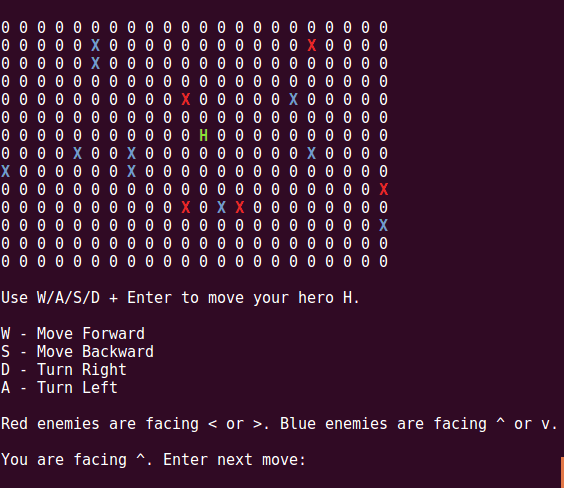 0 0 0 0 0 0 0 0 0 0 0 0 0 0 0 0 0 0 0 0 0 0
0 0 0 0 0 X 0 0 0 0 0 0 0 0 0 0 0 X 0 0 0 0
0 0 0 0 0 X 0 0 0 0 0 0 0 0 0 0 0 0 0 0 0 0
0 0 0 0 0 0 0 0 0 0 0 0 0 0 0 0 0 0 0 0 0 0
0 0 0 0 0 0 0 0 0 0 X 0 0 0 0 0 X 0 0 0 0 0
0 0 0 0 0 0 0 0 0 0 0 0 0 0 0 0 0 0 0 0 0 0
0 0 0 0 0 0 0 0 0 0 0 H 0 0 0 0 0 0 0 0 0 0
0 0 0 0 X 0 0 X 0 0 0 0 0 0 0 0 0 X 0 0 0 0
X 0 0 0 0 0 0 X 0 0 0 0 0 0 0 0 0 0 0 0 0 0
0 0 0 0 0 0 0 0 0 0 0 0 0 0 0 0 0 0 0 0 0 X
0 0 0 0 0 0 0 0 0 0 X 0 X X 0 0 0 0 0 0 0 0
0 0 0 0 0 0 0 0 0 0 0 0 0 0 0 0 0 0 0 0 0 X
0 0 0 0 0 0 0 0 0 0 0 0 0 0 0 0 0 0 0 0 0 0
0 0 0 0 0 0 0 0 0 0 0 0 0 0 0 0 0 0 0 0 0 0
Use W/A/S/D + Enter to move your hero H.
W - Move Forward
S - Move Backward
D - Turn Right
A - Turn Left
Red enemies are facing < or >. Blue enemies are facing ^ or v.
You are facing ^. Enter next move: